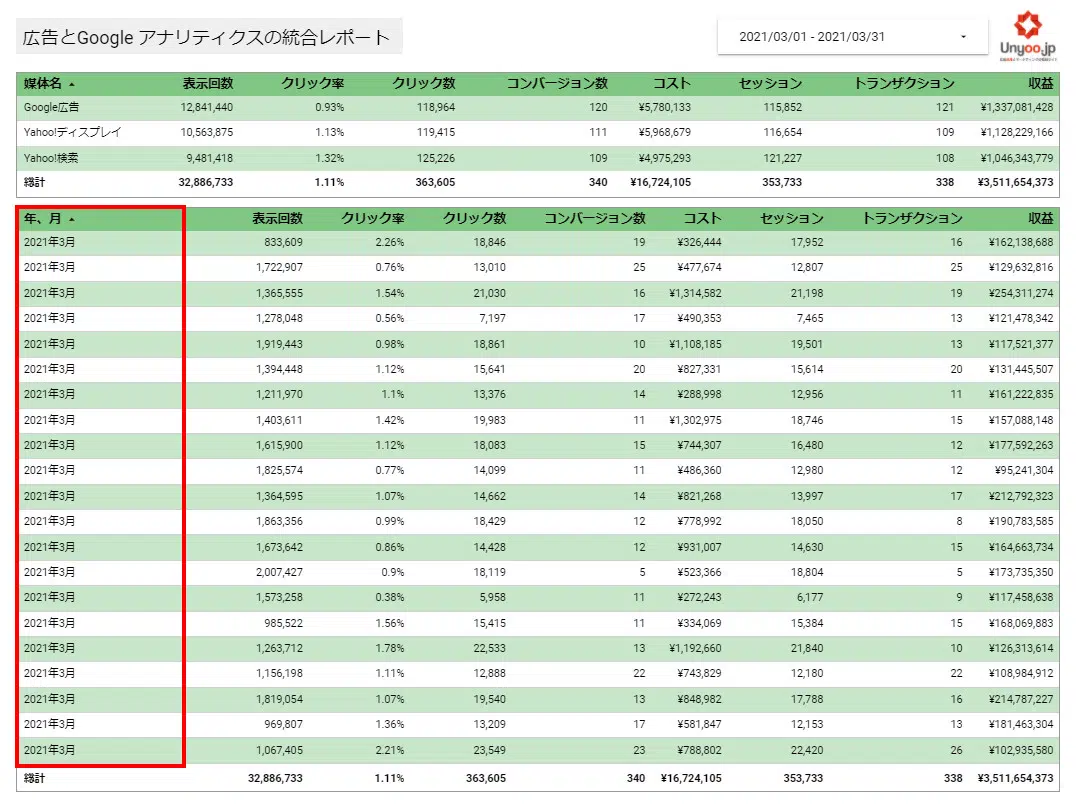 広告とGoogle アナリティクスの統合レポート
2021/03/01 - 2021/03/31
Unyoo.jp
媒体名 表示回数 クリック率 クリック数 コンバージョン数 コスト セッション トランザクション 収益
Google広告 12,841,440 0.93% 118,964 120 ¥5,780,133 115,852 121 ¥1,337,081,428
Yahoo!ディスプレイ 10,563,875 1.13% 119,415 111 ¥5,968,679 116,654 109 ¥1,128,229,166
Yahoo!検索 9,481,418 1.32% 125,226 109 ¥4,975,293 121,227 108 ¥1,046,343,779
総計 32,886,733 1.11% 363,605 340 ¥16,724,105 353,733 338 ¥3,511,654,373
年、月 表示回数 クリック率 クリック数 コンバージョン数 コスト セッション トランザクション 収益
2021年3月 833,609 2.26% 18,846 19 ¥326,444 17,952 16 ¥162,138,688
2021年3月 1,722,907 0.76% 13,010 25 ¥477,674 12,807 25 ¥129,632,816
2021年3月 1,365,555 1.54% 21,030 16 ¥1,314,582 21,198 19 ¥254,311,274
2021年3月 1,278,048 0.56% 7,197 17 ¥490,353 7,465 13 ¥121,478,342
2021年3月 1,919,443 0.98% 18,861 10 ¥1,108,185 19,501 13 ¥117,521,377
2021年3月 1,394,448 1.12% 15,641 20 ¥827,331 15,614 20 ¥131,445,507
2021年3月 1,211,970 1.1% 13,376 14 ¥288,998 12,956 11 ¥161,222,835
2021年3月 1,403,611 1.42% 19,983 11 ¥1,302,975 18,746 15 ¥157,088,148
2021年3月 1,615,900 1.12% 18,083 15 ¥744,307 16,480 12 ¥177,592,263
2021年3月 1,825,574 0.77% 14,099 11 ¥486,360 12,980 12 ¥95,241,304
2021年3月 1,364,595 1.07% 14,662 14 ¥821,268 13,997 17 ¥212,792,323
2021年3月 1,863,356 0.99% 18,429 12 ¥778,992 18,050 8 ¥190,783,585
2021年3月 1,673,642 0.86% 14,428 12 ¥931,007 14,630 15 ¥164,663,734
2021年3月 2,007,427 0.9% 18,119 5 ¥523,366 18,804 5 ¥173,735,350
2021年3月 1,573,258 0.38% 5,958 11 ¥272,243 6,177 9 ¥117,458,638
2021年3月 985,522 1.56% 15,415 11 ¥334,069 15,384 15 ¥168,069,883
2021年3月 1,263,712 1.78% 22,533 13 ¥1,192,660 21,840 10 ¥126,313,614
2021年3月 1,156,198 1.11% 12,888 22 ¥743,829 12,180 22 ¥108,984,912
2021年3月 1,819,054 1.07% 19,540 13 ¥848,982 17,788 16 ¥214,787,227
2021年3月 969,807 1.36% 13,209 17 ¥581,847 12,153 13 ¥181,463,304
2021年3月 1,067,405 2.21% 23,549 23 ¥788,802 22,420 26 ¥102,935,580
総計 32,886,733 1.11% 363,605 340 ¥16,724,105 353,733 338 ¥3,511,654,373